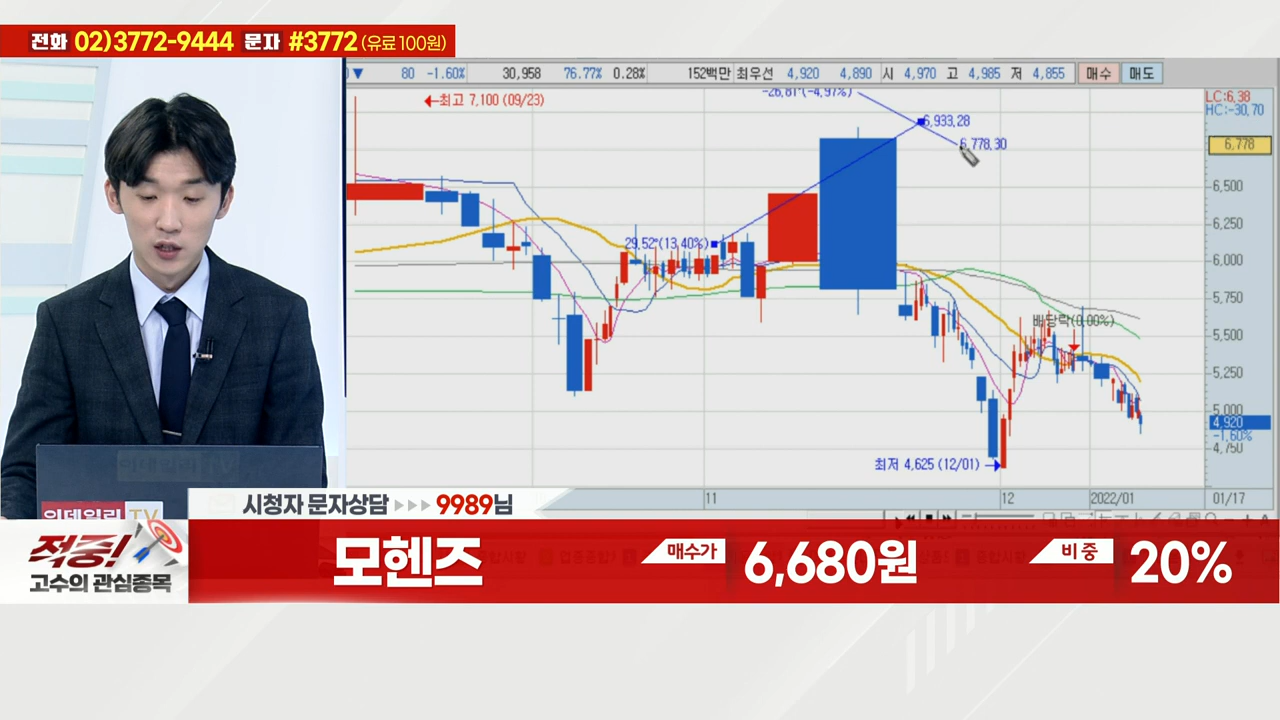 전화 02)3772-9444 문자 #3772 (유료 100원)
▼ 80 -1.60% 30,958 76.77% 0.28% 152백만 최우선 4,920 4,890 시 4,970 고 4,985 저 4,855 매수 매도
-26,81*(-4,97%)
LC:6,38
HC:-30,70
최고 7,100 (09/23)
6,933,28
6,778,30
6,778
6,500
29,52*(13,40%)
6,250
6,000
5,750
배당락(0,00%)
5,500
5,250
5,000
4,920
-1,60%
4,750
최저 4,625 (12/01)
11
12
2022/01
01/17
이데일리 TV
시청자 문자상담 9989님
적중!
고수의 관심종목
모헨즈
매수가
6,680원
비 중
20%